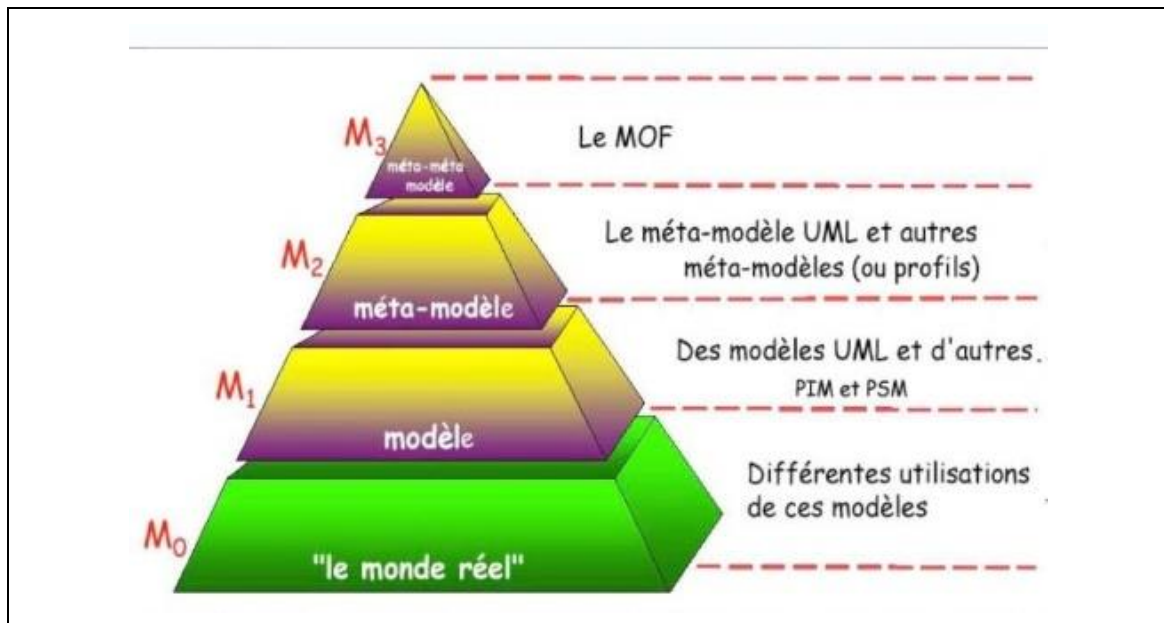 M3
méta-méta
modèle
Le MOF
M2
méta-modèle
Le méta-modèle UML et autres
méta-modèles (ou profils)
M1
modèle
Des modèles UML et d'autres.
PIM et PSM
M0
"le monde réel"
Différentes utilisations
de ces modèles